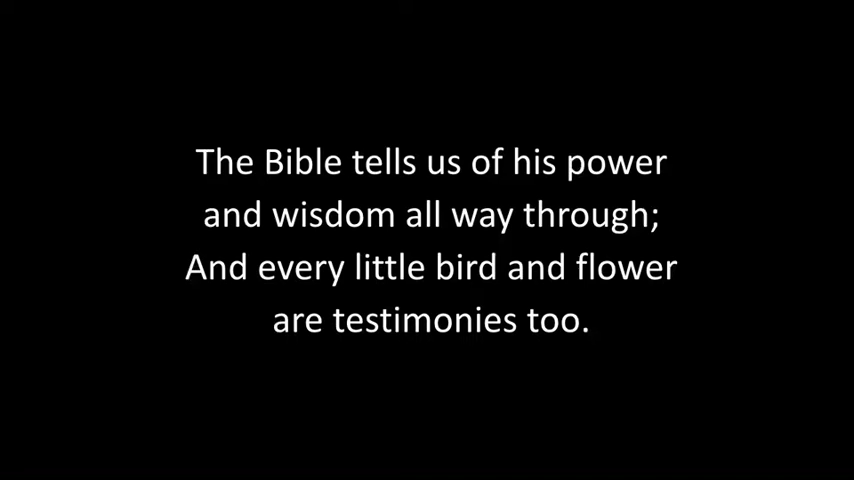 The Bible tells us of his power
and wisdom all way through;
And every little bird and flower
are testimonies too.